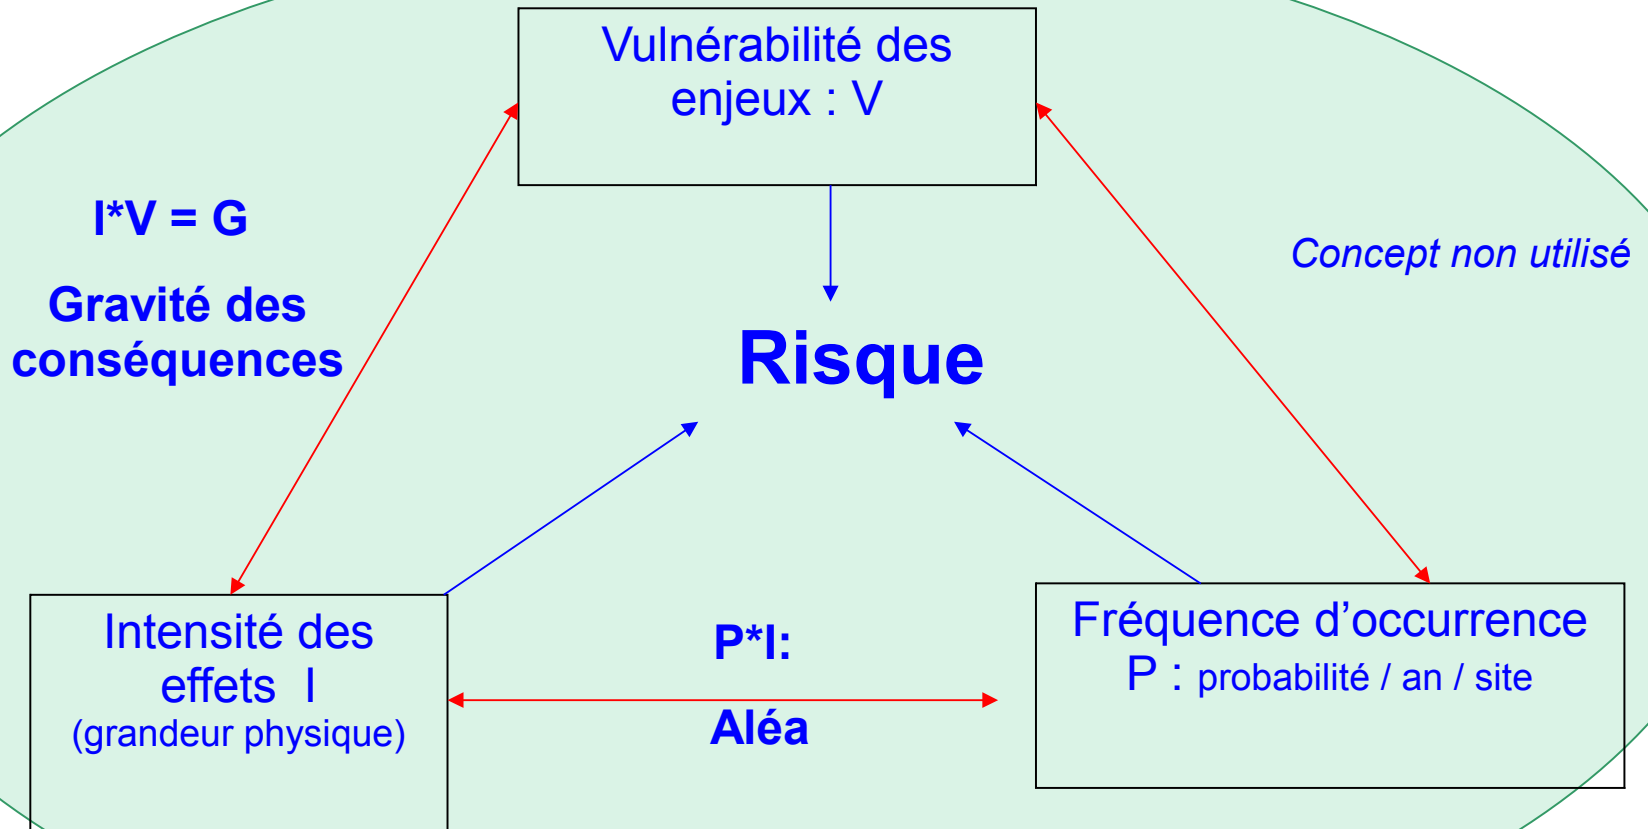 Vulnérabilité des
enjeux : V
I*V = G
Gravité des
conséquences
Concept non utilisé
Risque
Intensité des
effets I
(grandeur physique)
P*I:
Aléa
Fréquence d’occurrence
P : probabilité / an / site